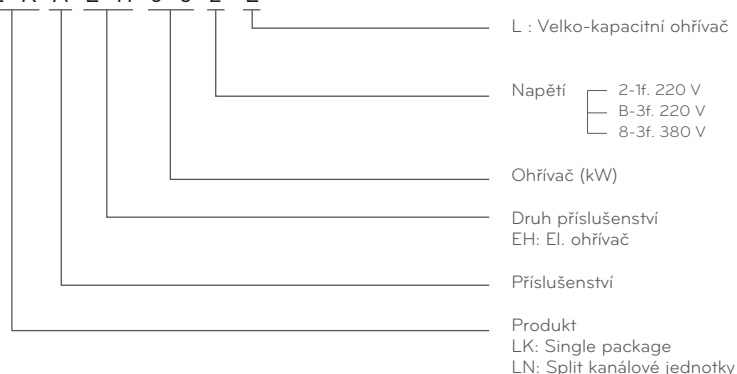 L : Velko-kapacitní ohřívač
Napětí
2-1f. 220 V
B-3f. 220 V
8-3f. 380 V
Ohřívač (kW)
Druh příslušenství
EH: El. ohřívač
Příslušenství
Produkt
LK: Single package
LN: Split kanálové jednotky